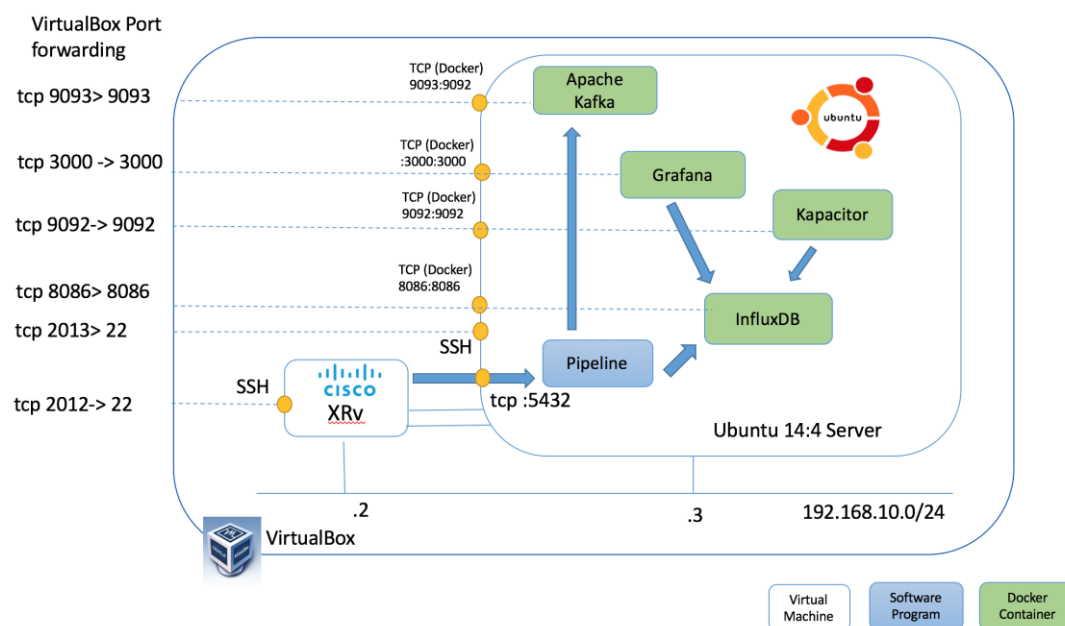 VirtualBox Port
forwarding
tcp 9093> 9093
tcp 3000 -> 3000
tcp 9092-> 9092
tcp 8086> 8086
tcp 2013> 22
tcp 2012-> 22
TCP (Docker)
9093:9092
TCP (Docker)
:3000:3000
TCP (Docker)
9092:9092
TCP (Docker)
8086:8086
SSH
SSH
tcp :5432
Apache
Kafka
ubuntu
Grafana
Kapacitor
InfluxDB
Pipeline
CISCO
XRv
Ubuntu 14:4 Server
.2
.3
192.168.10.0/24
VirtualBox
Virtual
Machine
Software
Program
Docker
Container